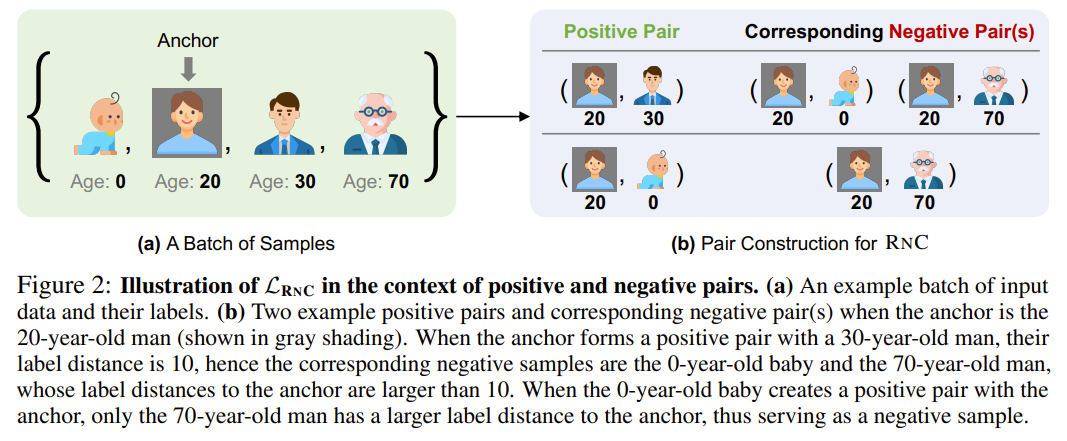 Anchor
Age: 0 Age: 20 Age: 30 Age: 70
(a) A Batch of Samples
Positive Pair Corresponding Negative Pair(s)
( , ) ( , ) ( , )
20 30 20 0 20 70
( , ) ( , )
20 0 20 70
(b) Pair Construction for RNC
Figure 2: Illustration of ℒRNC in the context of positive and negative pairs. (a) An example batch of input
data and their labels. (b) Two example positive pairs and corresponding negative pair(s) when the anchor is the
20-year-old man (shown in gray shading). When the anchor forms a positive pair with a 30-year-old man, their
label distance is 10, hence the corresponding negative samples are the 0-year-old baby and the 70-year-old man,
whose label distances to the anchor are larger than 10. When the 0-year-old baby creates a positive pair with the
anchor, only the 70-year-old man has a larger label distance to the anchor, thus serving as a negative sample.